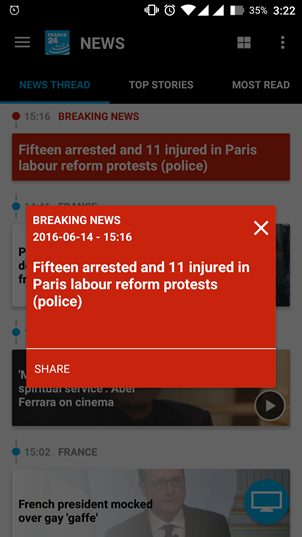 35% 3:22
FRANCE 24
NEWS
NEWS THREAD TOP STORIES MOST READ
15:16 BREAKING NEWS
Fifteen arrested and 11 injured in Paris
labour reform protests (police)
FRANCE
BREAKING NEWS
2016-06-14 - 15:16
Fifteen arrested and 11 injured in
Paris labour reform protests
(police)
SHARE
spiritual service': Abel
Ferrara on cinema
15:02 FRANCE
French president mocked
over gay 'gaffe'